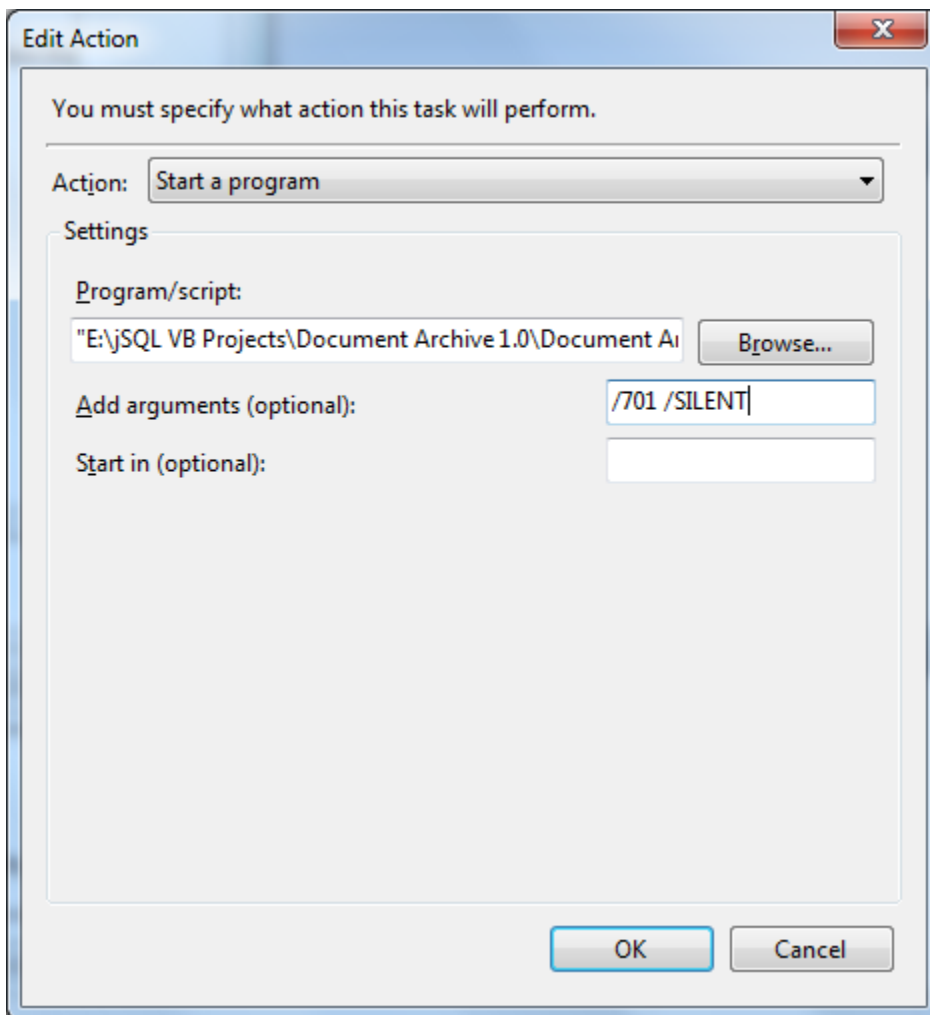 Edit Action
You must specify what action this task will perform.
Action: Start a program
Settings
Program/script:
"E:\jSQL VB Projects\Document Archive 1.0\Document Ar Browse...
Add arguments (optional): /701 /SILENT
Start in (optional):
OK Cancel